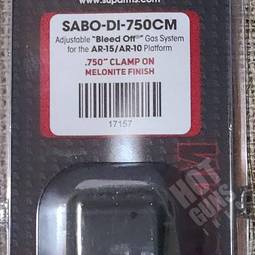 www.suparms.com
SABO-DI-750CM
Adjustable "Bleed Off®" Gas System
for the AR-15/AR-10 Platform
.750" CLAMP ON
MELONITE FINISH
17157
HOT
GUNS